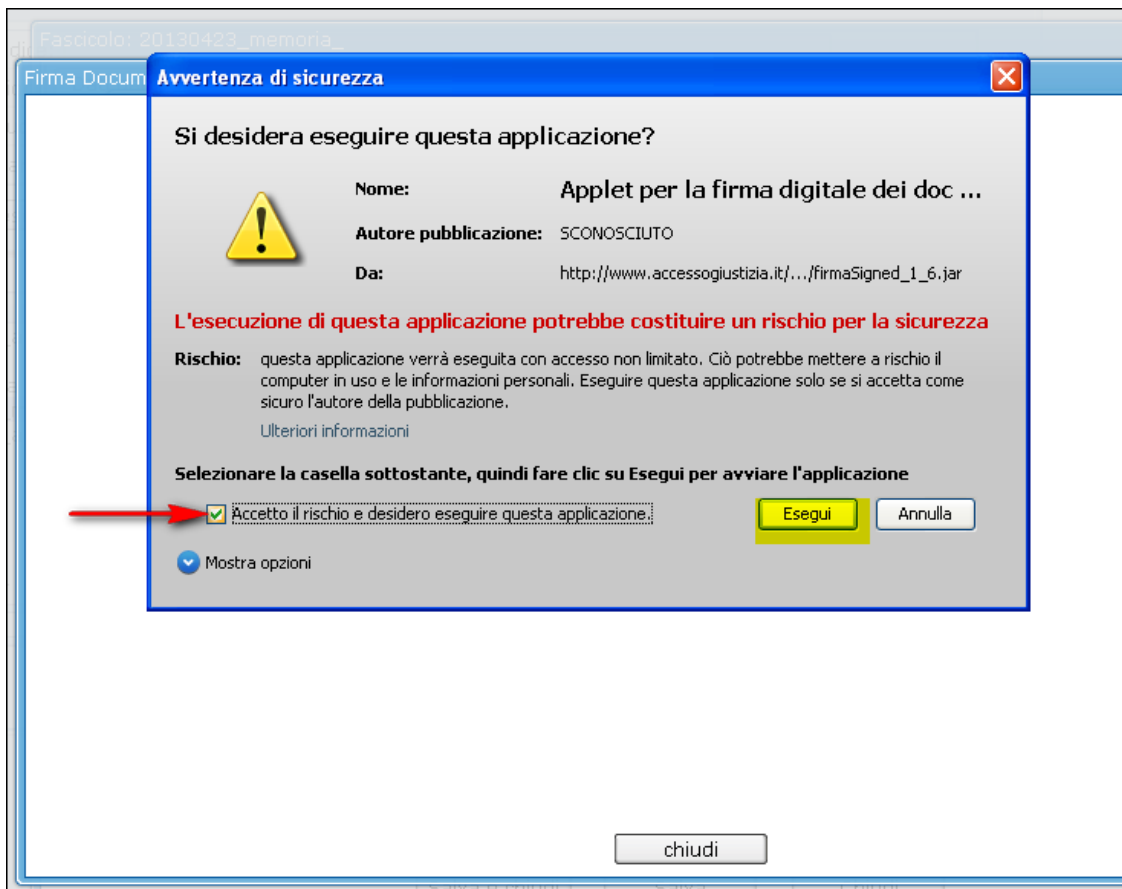 Fascicolo: 20130423_memoria_
Firma Docum
Avvertenza di sicurezza
Si desidera eseguire questa applicazione?
Nome: Applet per la firma digitale dei doc ...
Autore pubblicazione: SCONOSCIUTO
Da: http://www.accessogiustizia.it/.../firmaSigned_1_6.jar
L'esecuzione di questa applicazione potrebbe costituire un rischio per la sicurezza
Rischio: questa applicazione verrà eseguita con accesso non limitato. Ciò potrebbe mettere a rischio il
computer in uso e le informazioni personali. Eseguire questa applicazione solo se si accetta come
sicuro l'autore della pubblicazione.
Ulteriori informazioni
Selezionare la casella sottostante, quindi fare clic su Esegui per avviare l'applicazione
Accetto il rischio e desidero eseguire questa applicazione.
Esegui
Annulla
Mostra opzioni
chiudi